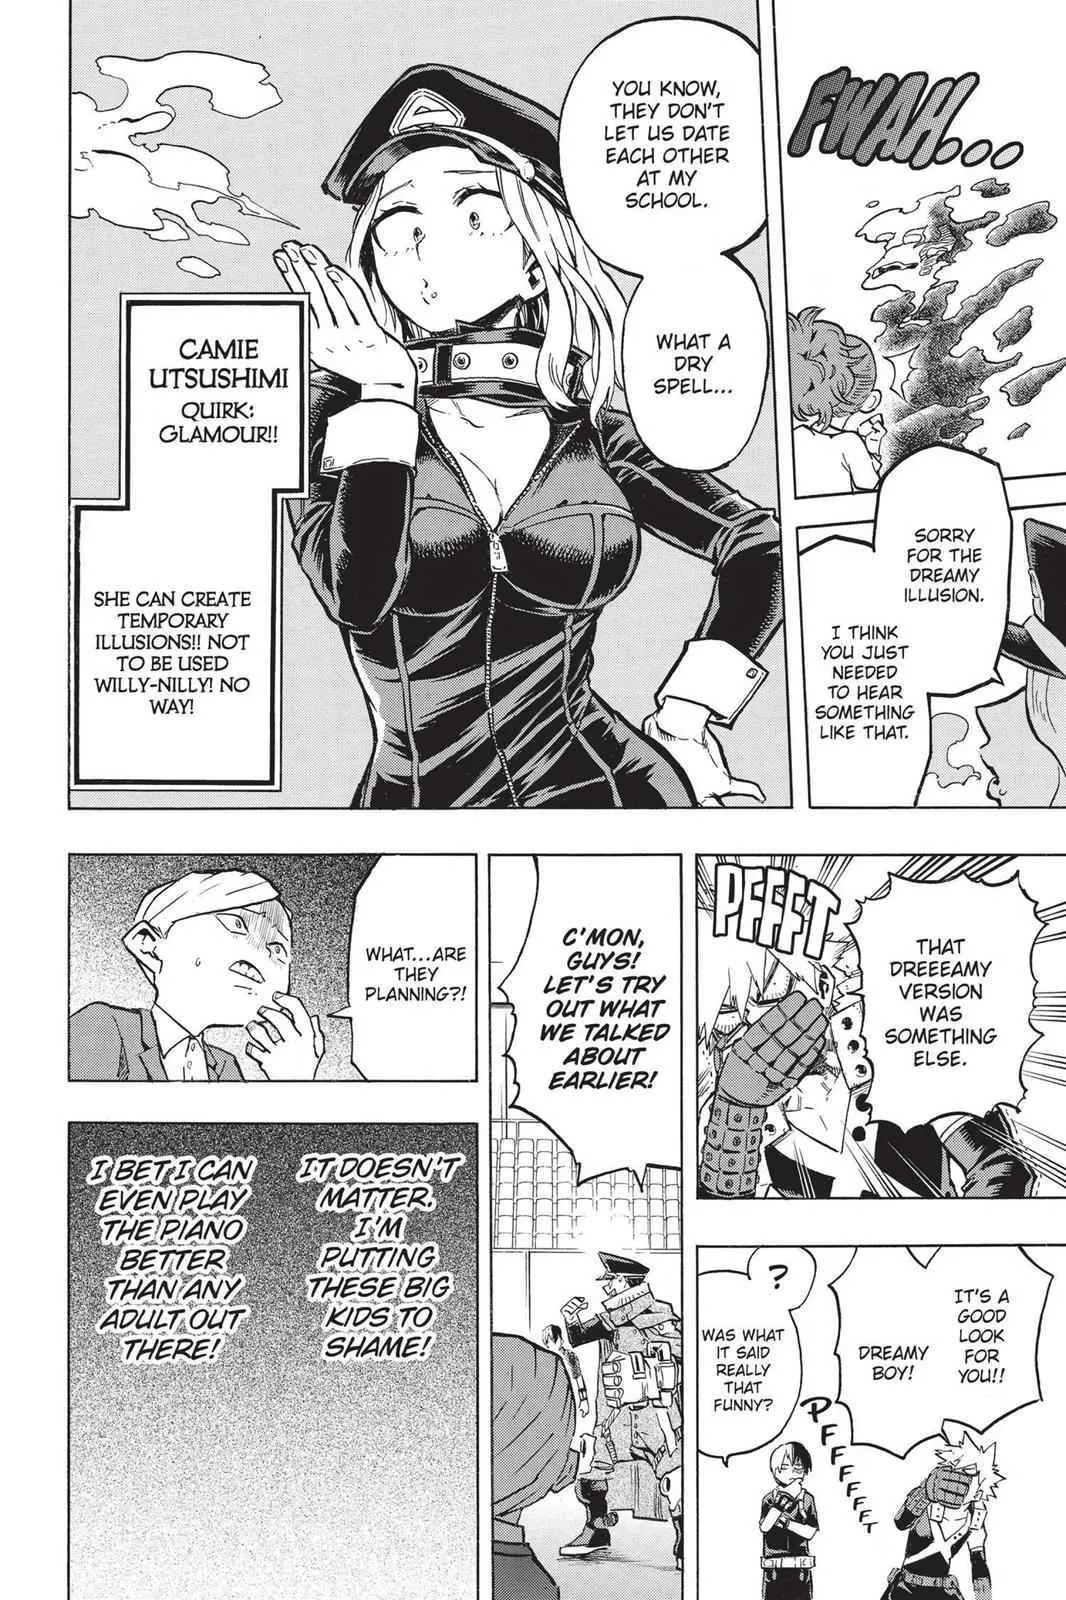 FWAH...
SORRY
FOR THE
DREAMY
ILLUSION.
I THINK
YOU JUST
NEEDED
TO HEAR
SOMETHING
LIKE THAT.
YOU KNOW,
THEY DON'T
LET US DATE
EACH OTHER
AT MY
SCHOOL.
WHAT A
DRY
SPELL...
CAMIE
UTSUSHIMI
QUIRK:
GLAMOUR!!
SHE CAN CREATE
TEMPORARY
ILLUSIONS!! NOT
TO BE USED
WILLY-NILLY! NO
WAY!
THAT
DREEEAMY
VERSION
WAS
SOMETHING
ELSE.
PFFFFT
IT'S A
GOOD
LOOK
FOR
YOU!!
DREAMY
BOY!
PFFFFFFT
?
WAS WHAT
IT SAID
REALLY
THAT
FUNNY?
C'MON,
GUYS!
LET'S TRY
OUT WHAT
WE TALKED
ABOUT
EARLIER!
WHAT...ARE
THEY
PLANNING?!
IT DOESN'T
MATTER.
I'M
PUTTING
THESE BIG
KIDS TO
SHAME!
I BET I CAN
EVEN PLAY
THE PIANO
BETTER
THAN ANY
ADULT OUT
THERE!